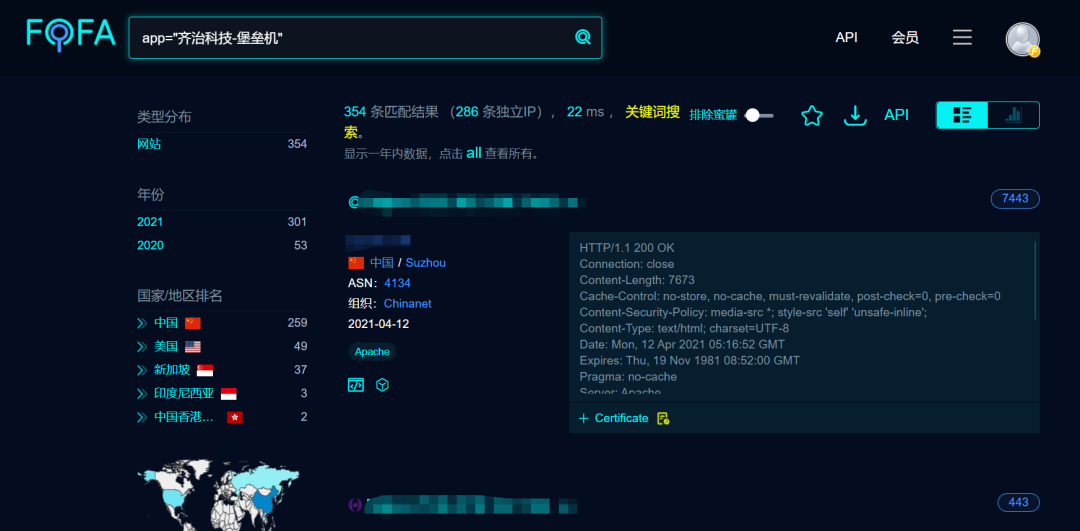 FOFA
app="齐治科技-堡垒机"
API
会员
类型分布
网站 354
年份
2021 301
2020 53
国家/地区排名
中国 259
美国 49
新加坡 37
印度尼西亚 3
中国香港... 2
354 条匹配结果 （286 条独立IP）， 22 ms ， 关键词搜
索。
排除蜜罐
API
显示一年内数据，点击 all 查看所有。
7443
中国 / Suzhou
ASN： 4134
组织： Chinanet
2021-04-12
Apache
HTTP/1.1 200 OK
Connection: close
Content-Length: 7673
Cache-Control: no-store, no-cache, must-revalidate, post-check=0, pre-check=0
Content-Security-Policy: media-src *; style-src 'self' 'unsafe-inline';
Content-Type: text/html; charset=UTF-8
Date: Mon, 12 Apr 2021 05:16:52 GMT
Expires: Thu, 19 Nov 1981 08:52:00 GMT
Pragma: no-cache
Server: Apache
+ Certificate
443